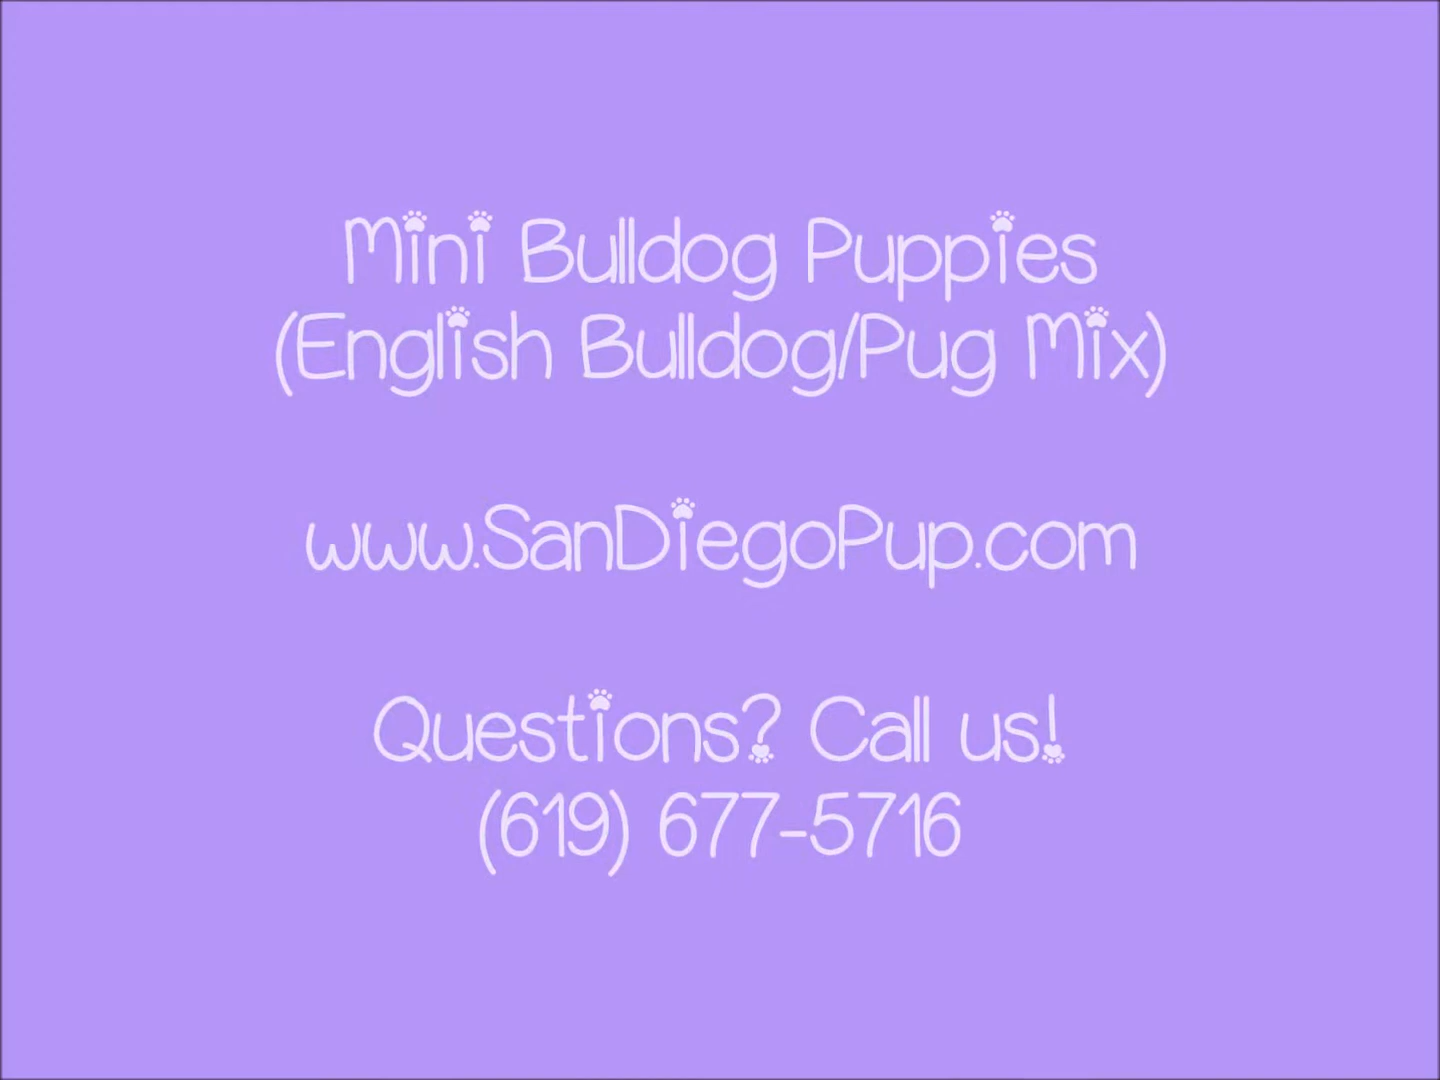 Mini Bulldog Puppies
(English Bulldog/Pug Mix)
www.SanDiegoPup.com
Questions? Call us!
(619) 677-5716